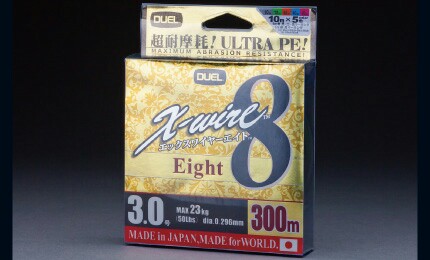 DUEL
10m×5色
超耐摩耗! ULTRA PE!
MAXIMUM ABRASION RESISTANCE!
DUEL
X-wire 8™
エックスワイヤーエイト
Eight
3.0号
MAX 23kg
(50Lbs) dia.0.296mm
300m
MADE IN JAPAN, MADE for WORLD.